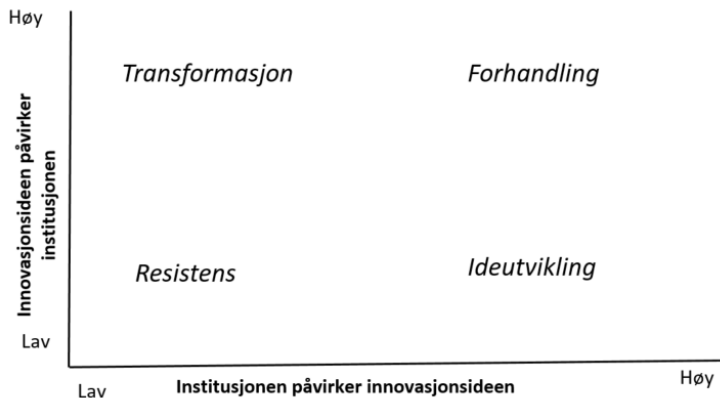 Høy
Transformasjon
Forhandling
Innovasjonsideen påvirker
institusjonen
Resistens
Ideutvikling
Lav
Lav
Institusjonen påvirker innovasjonsideen
Høy